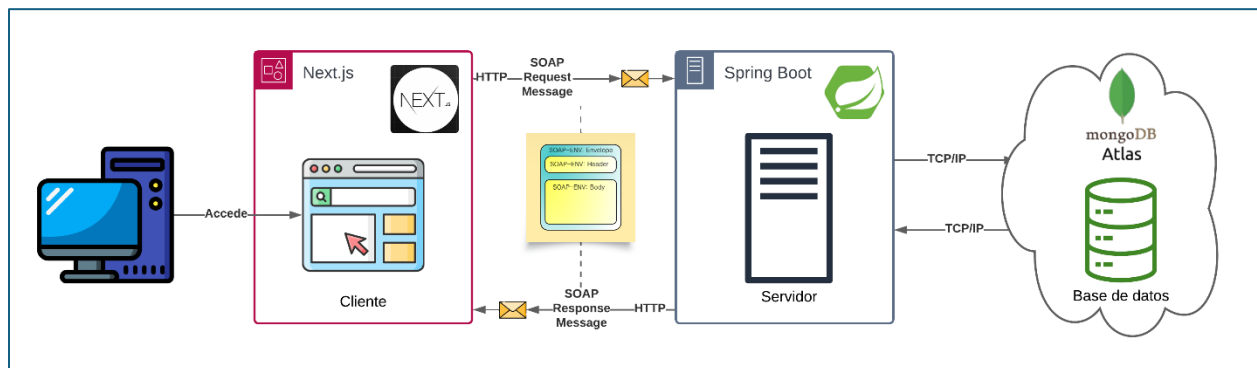 Next.js
NEXT
.JS
HTTP
SOAP
Request
Message
Spring Boot
mongoDB
Atlas
SOAP-ENV: Envelope
SOAP-ENV: Header
SOAP-ENV: Body
TCP/IP
Accede
TCP/IP
Cliente
Servidor
Base de datos
SOAP
Response
Message
HTTP